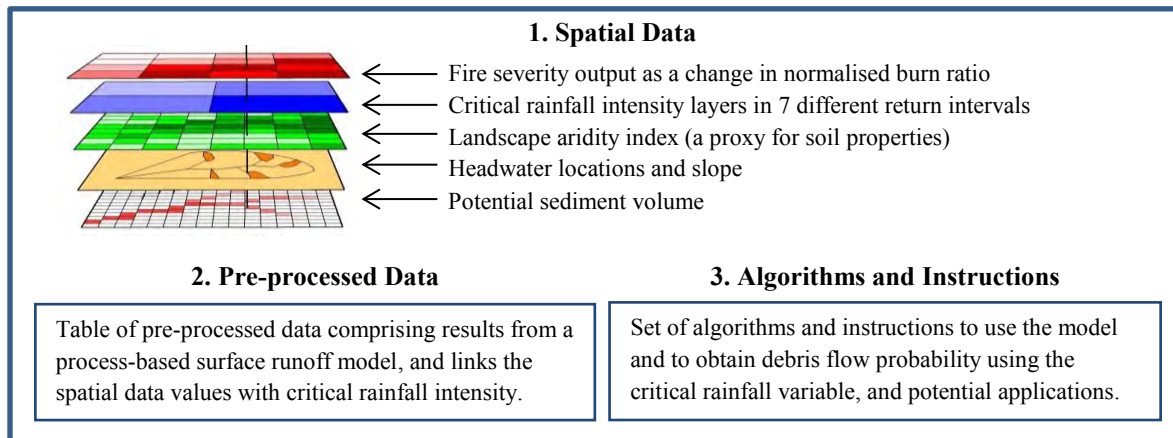 1. Spatial Data
Fire severity output as a change in normalised burn ratio
Critical rainfall intensity layers in 7 different return intervals
Landscape aridity index (a proxy for soil properties)
Headwater locations and slope
Potential sediment volume
2. Pre-processed Data
Table of pre-processed data comprising results from a
process-based surface runoff model, and links the
spatial data values with critical rainfall intensity.
3. Algorithms and Instructions
Set of algorithms and instructions to use the model
and to obtain debris flow probability using the
critical rainfall variable, and potential applications.